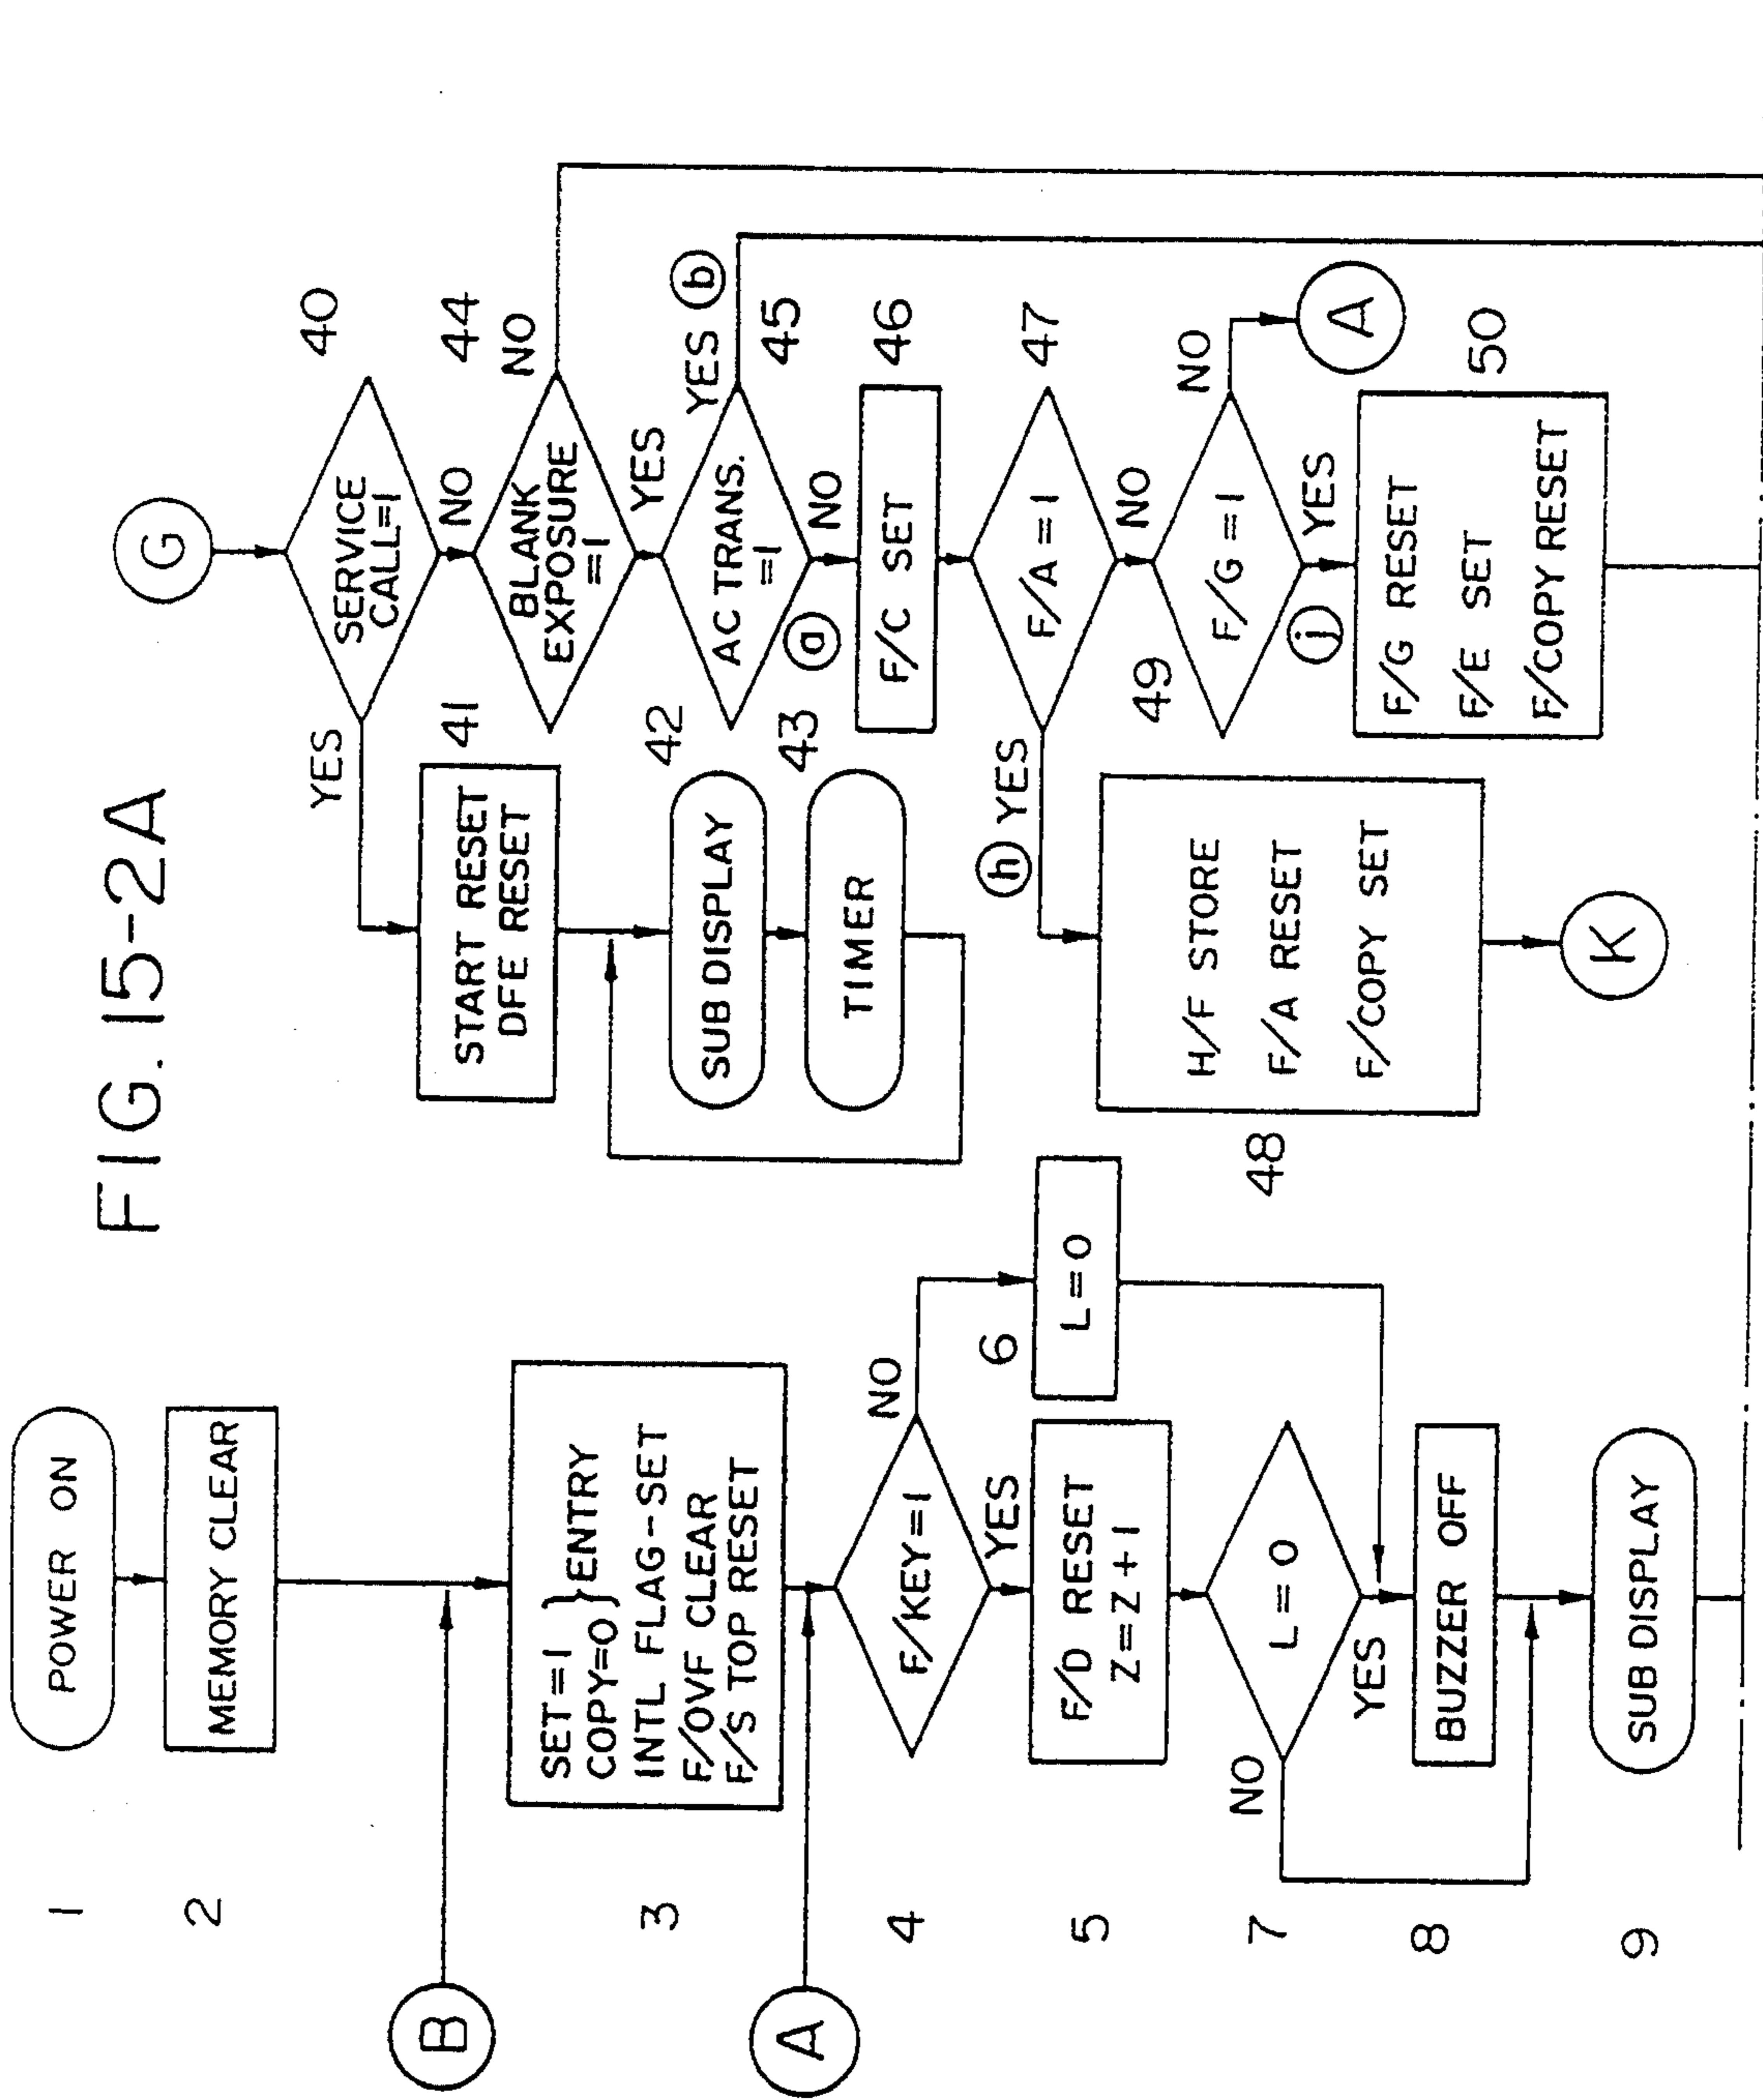 FIG. 15-2A
1
POWER ON
2
MEMORY CLEAR
B
3
SET=1 } ENTRY
COPY=0
INTL FLAG-SET
F/OVF CLEAR
F/S TOP RESET
A
4
F/KEY=1
NO
YES
5
F/D RESET
Z=Z+1
6
L=0
7
L=0
NO
YES
8
BUZZER OFF
9
SUB DISPLAY
G
40
SERVICE
CALL=1
YES
NO
41
START RESET
DFE RESET
42
SUB DISPLAY
43
TIMER
44
BLANK
EXPOSURE
=1
NO
YES
45
AC TRANS.
=1
YES b
a NO
46
F/C SET
47
F/A=1
h YES
NO
48
H/F STORE
F/A RESET
F/COPY SET
K
49
F/G=1
NO
A
j YES
50
F/G RESET
F/E SET
F/COPY RESET